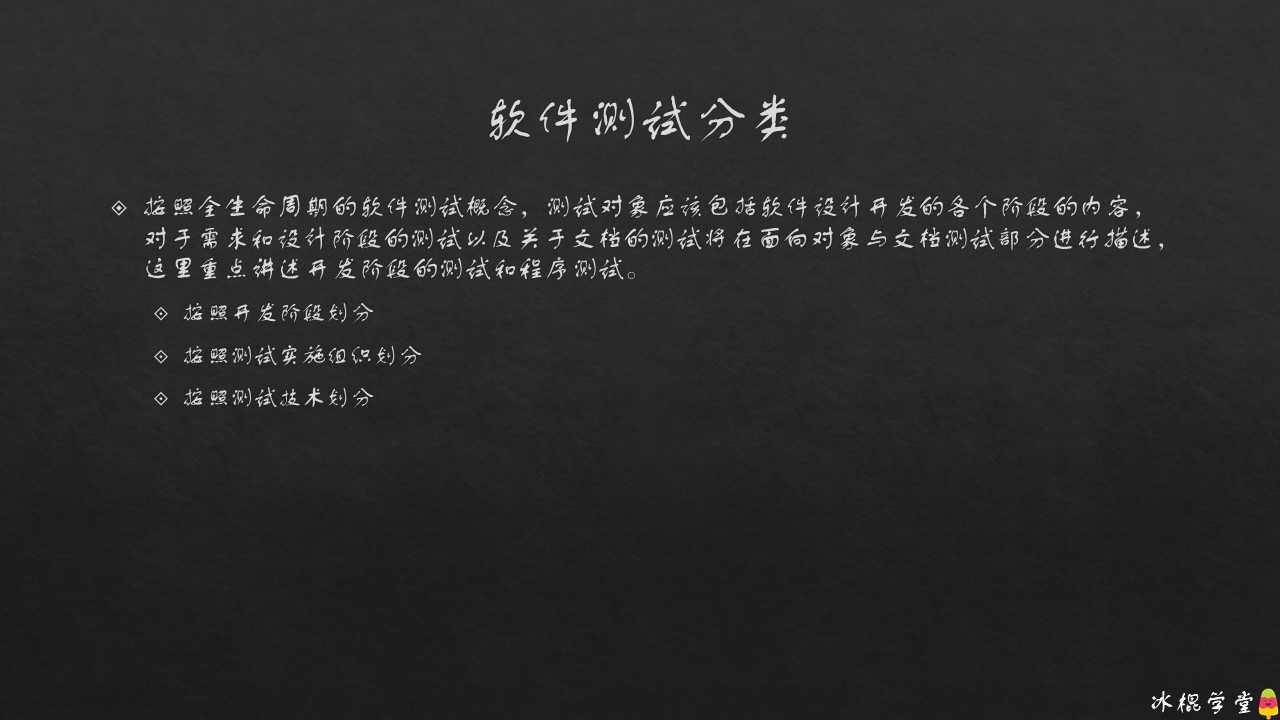 软件测试分类
按照全生命周期的软件测试概念，测试对象应该包括软件设计开发的各个阶段的内容，
对于需求和设计阶段的测试以及关于文档的测试将在面向对象与文档测试部分进行描述，
这里重点讲述开发阶段的测试和程序测试。
按照开发阶段划分
按照测试实施组织划分
按照测试技术划分
冰棍学堂